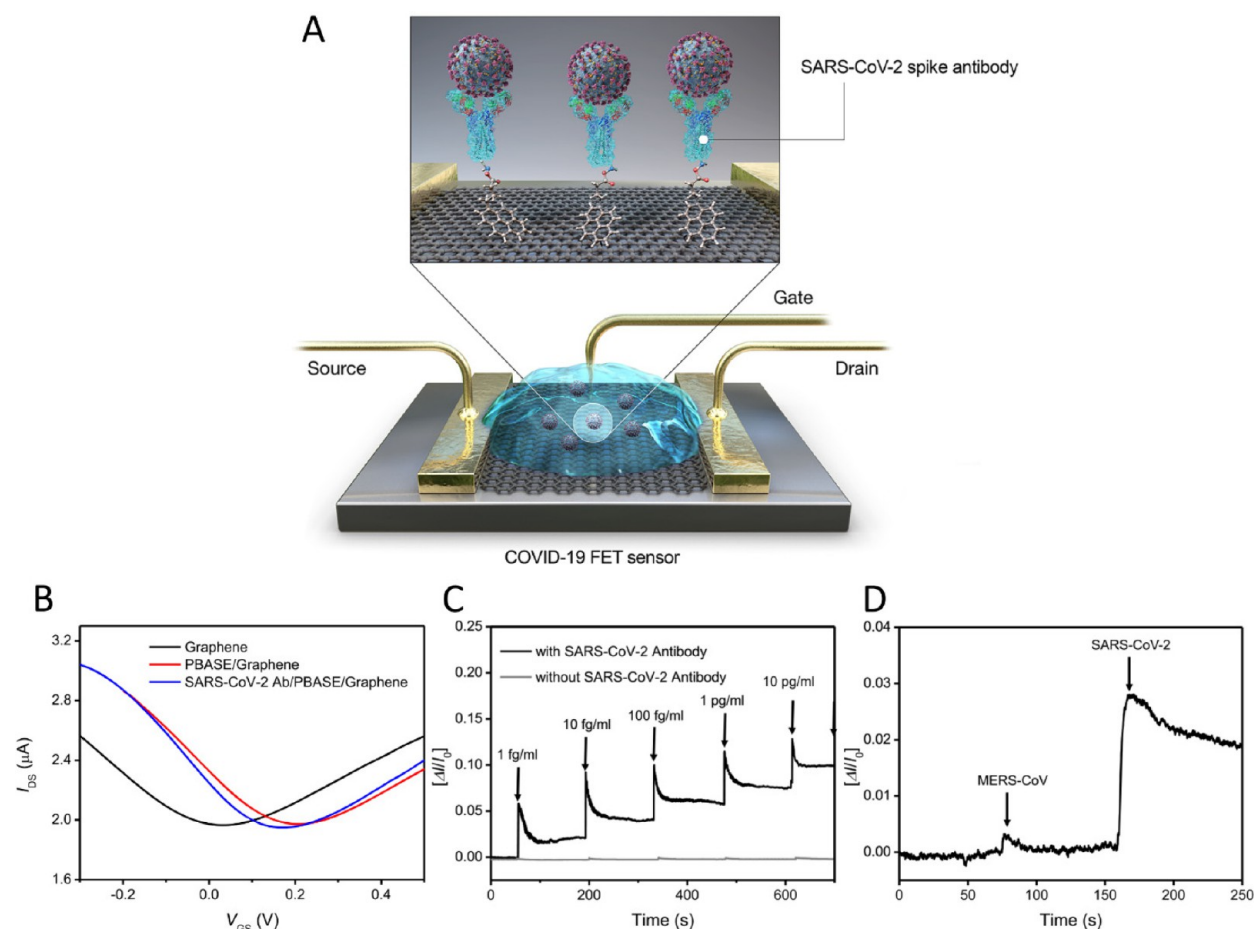 A
SARS-CoV-2 spike antibody
Gate
Source
Drain
COVID-19 FET sensor
B
Graphene
PBASE/Graphene
SARS-CoV-2 Ab/PBASE/Graphene
3.2
2.8
2.4
2.0
1.6
I_DS (μA)
-0.2
0.0
0.2
0.4
V_GS (V)
C
with SARS-CoV-2 Antibody
without SARS-CoV-2 Antibody
1 fg/ml
10 fg/ml
100 fg/ml
1 pg/ml
10 pg/ml
0.25
0.20
0.15
0.10
0.05
0.00
[ΔI/I₀]
0
200
400
600
Time (s)
D
SARS-CoV-2
MERS-CoV
0.04
0.03
0.02
0.01
0.00
[ΔI/I₀]
0
50
100
150
200
250
Time (s)